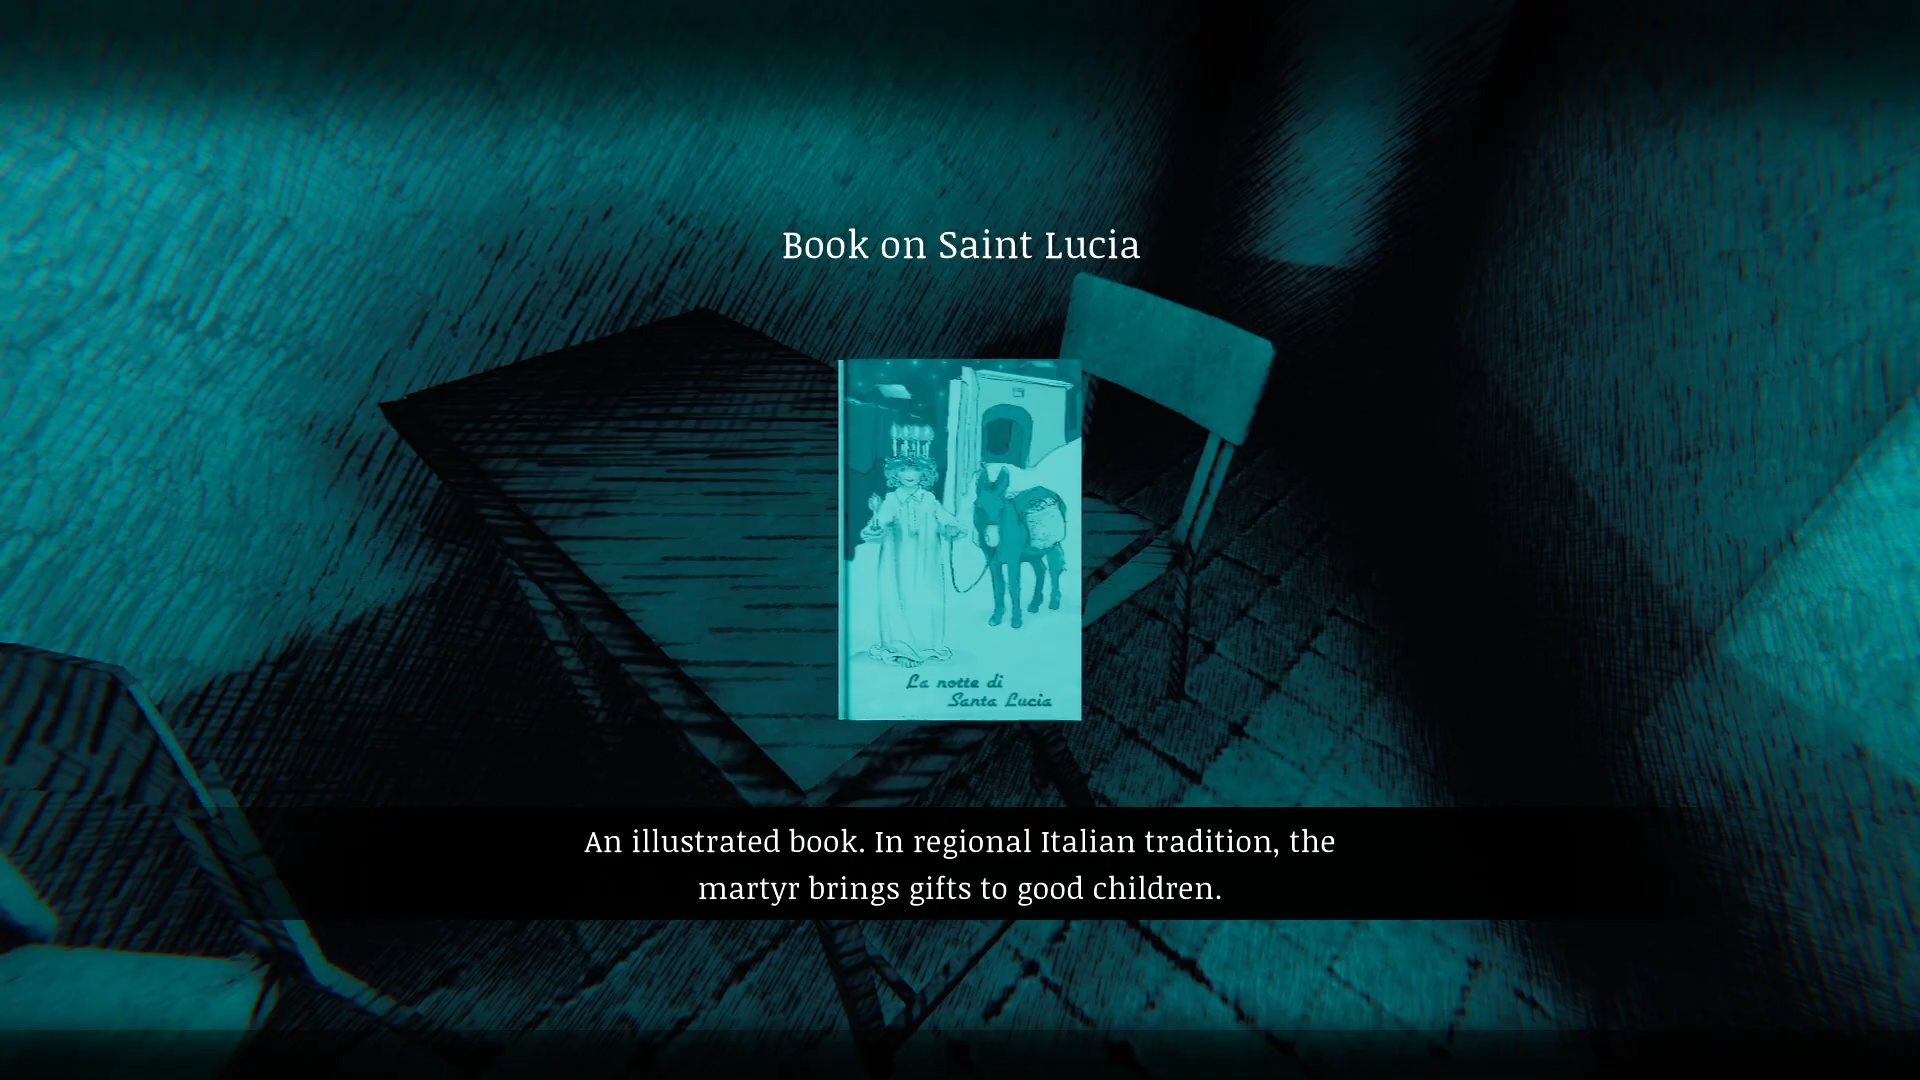 Book on Saint Lucia
La notte di
Santa Lucia
An illustrated book. In regional Italian tradition, the
martyr brings gifts to good children.